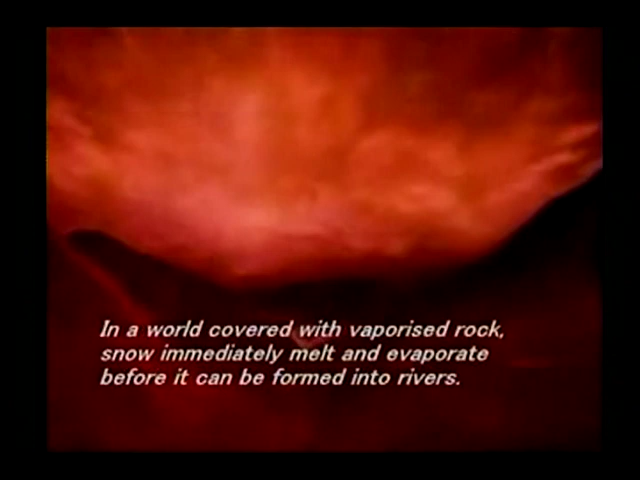 In a world covered with vaporised rock,
snow immediately melt and evaporate
before it can be formed into rivers.